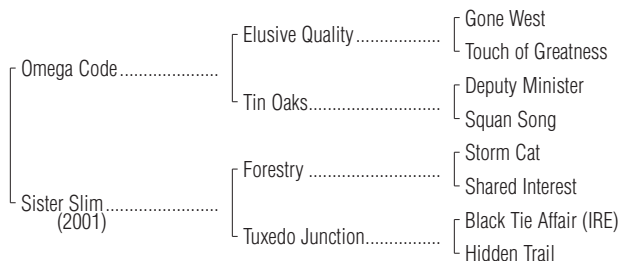 Gone West
Elusive Quality ..................
Touch of Greatness
Omega Code .....................
Deputy Minister
Tin Oaks............................
Squan Song
Storm Cat
Forestry ............................
Shared Interest
Sister Slim ........................
(2001)
Black Tie Affair (IRE)
Tuxedo Junction................
Hidden Trail